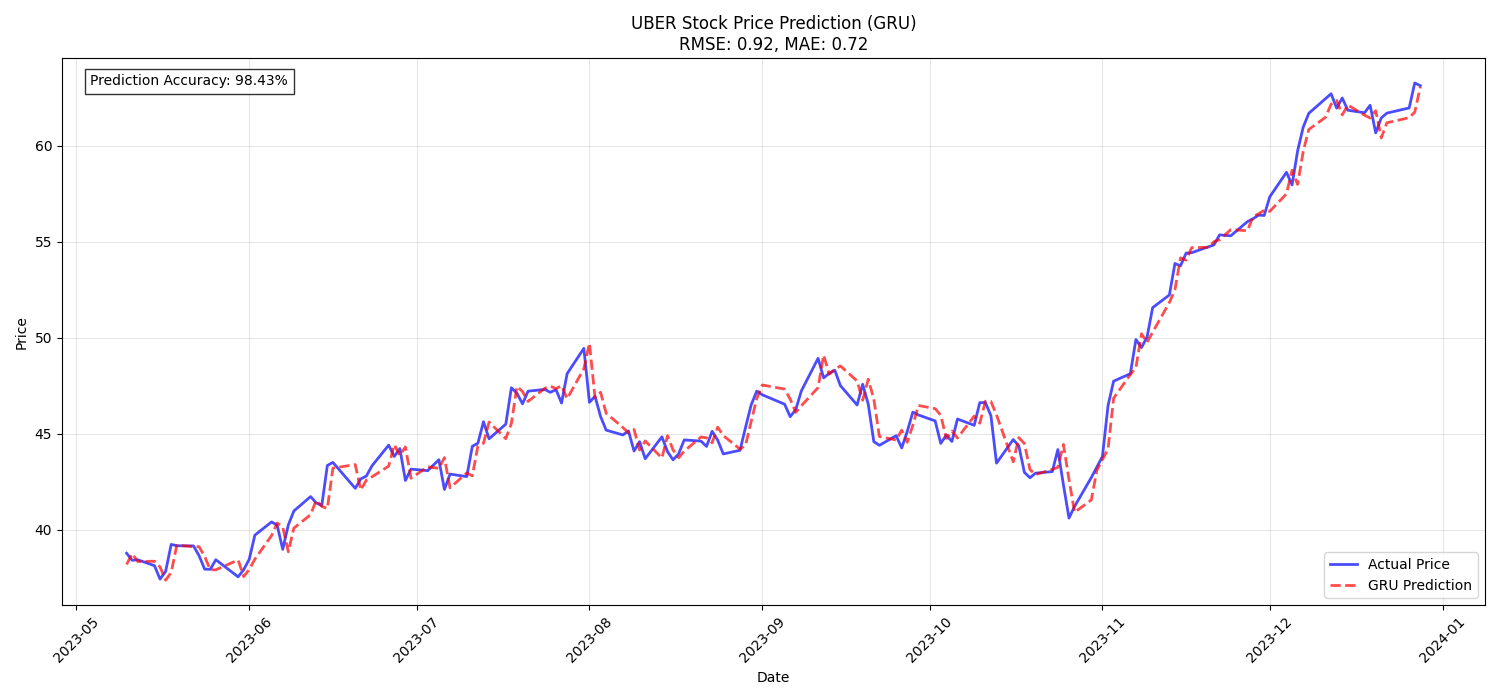 UBER Stock Price Prediction (GRU)
RMSE: 0.92, MAE: 0.72
Prediction Accuracy: 98.43%
60
55
50
45
40
Price
Actual Price
GRU Prediction
2023-05
2023-06
2023-07
2023-08
2023-09
2023-10
2023-11
2023-12
2024-01
Date